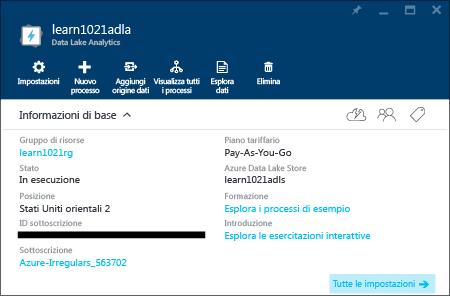 learn1021adla
Data Lake Analytics
Impostazioni
Nuovo
processo
Aggiungi
origine dati
Visualizza tutti
i processi
Esplora
dati
Elimina
Informazioni di base
Gruppo di risorse
learn1021rg
Stato
In esecuzione
Posizione
Stati Uniti orientali 2
ID sottoscrizione
Sottoscrizione
Azure-Irregulars_563702
Piano tariffario
Pay-As-You-Go
Azure Data Lake Store
learn1021adls
Formazione
Esplora i processi di esempio
Introduzione
Esplora le esercitazioni interattive
Tutte le impostazioni